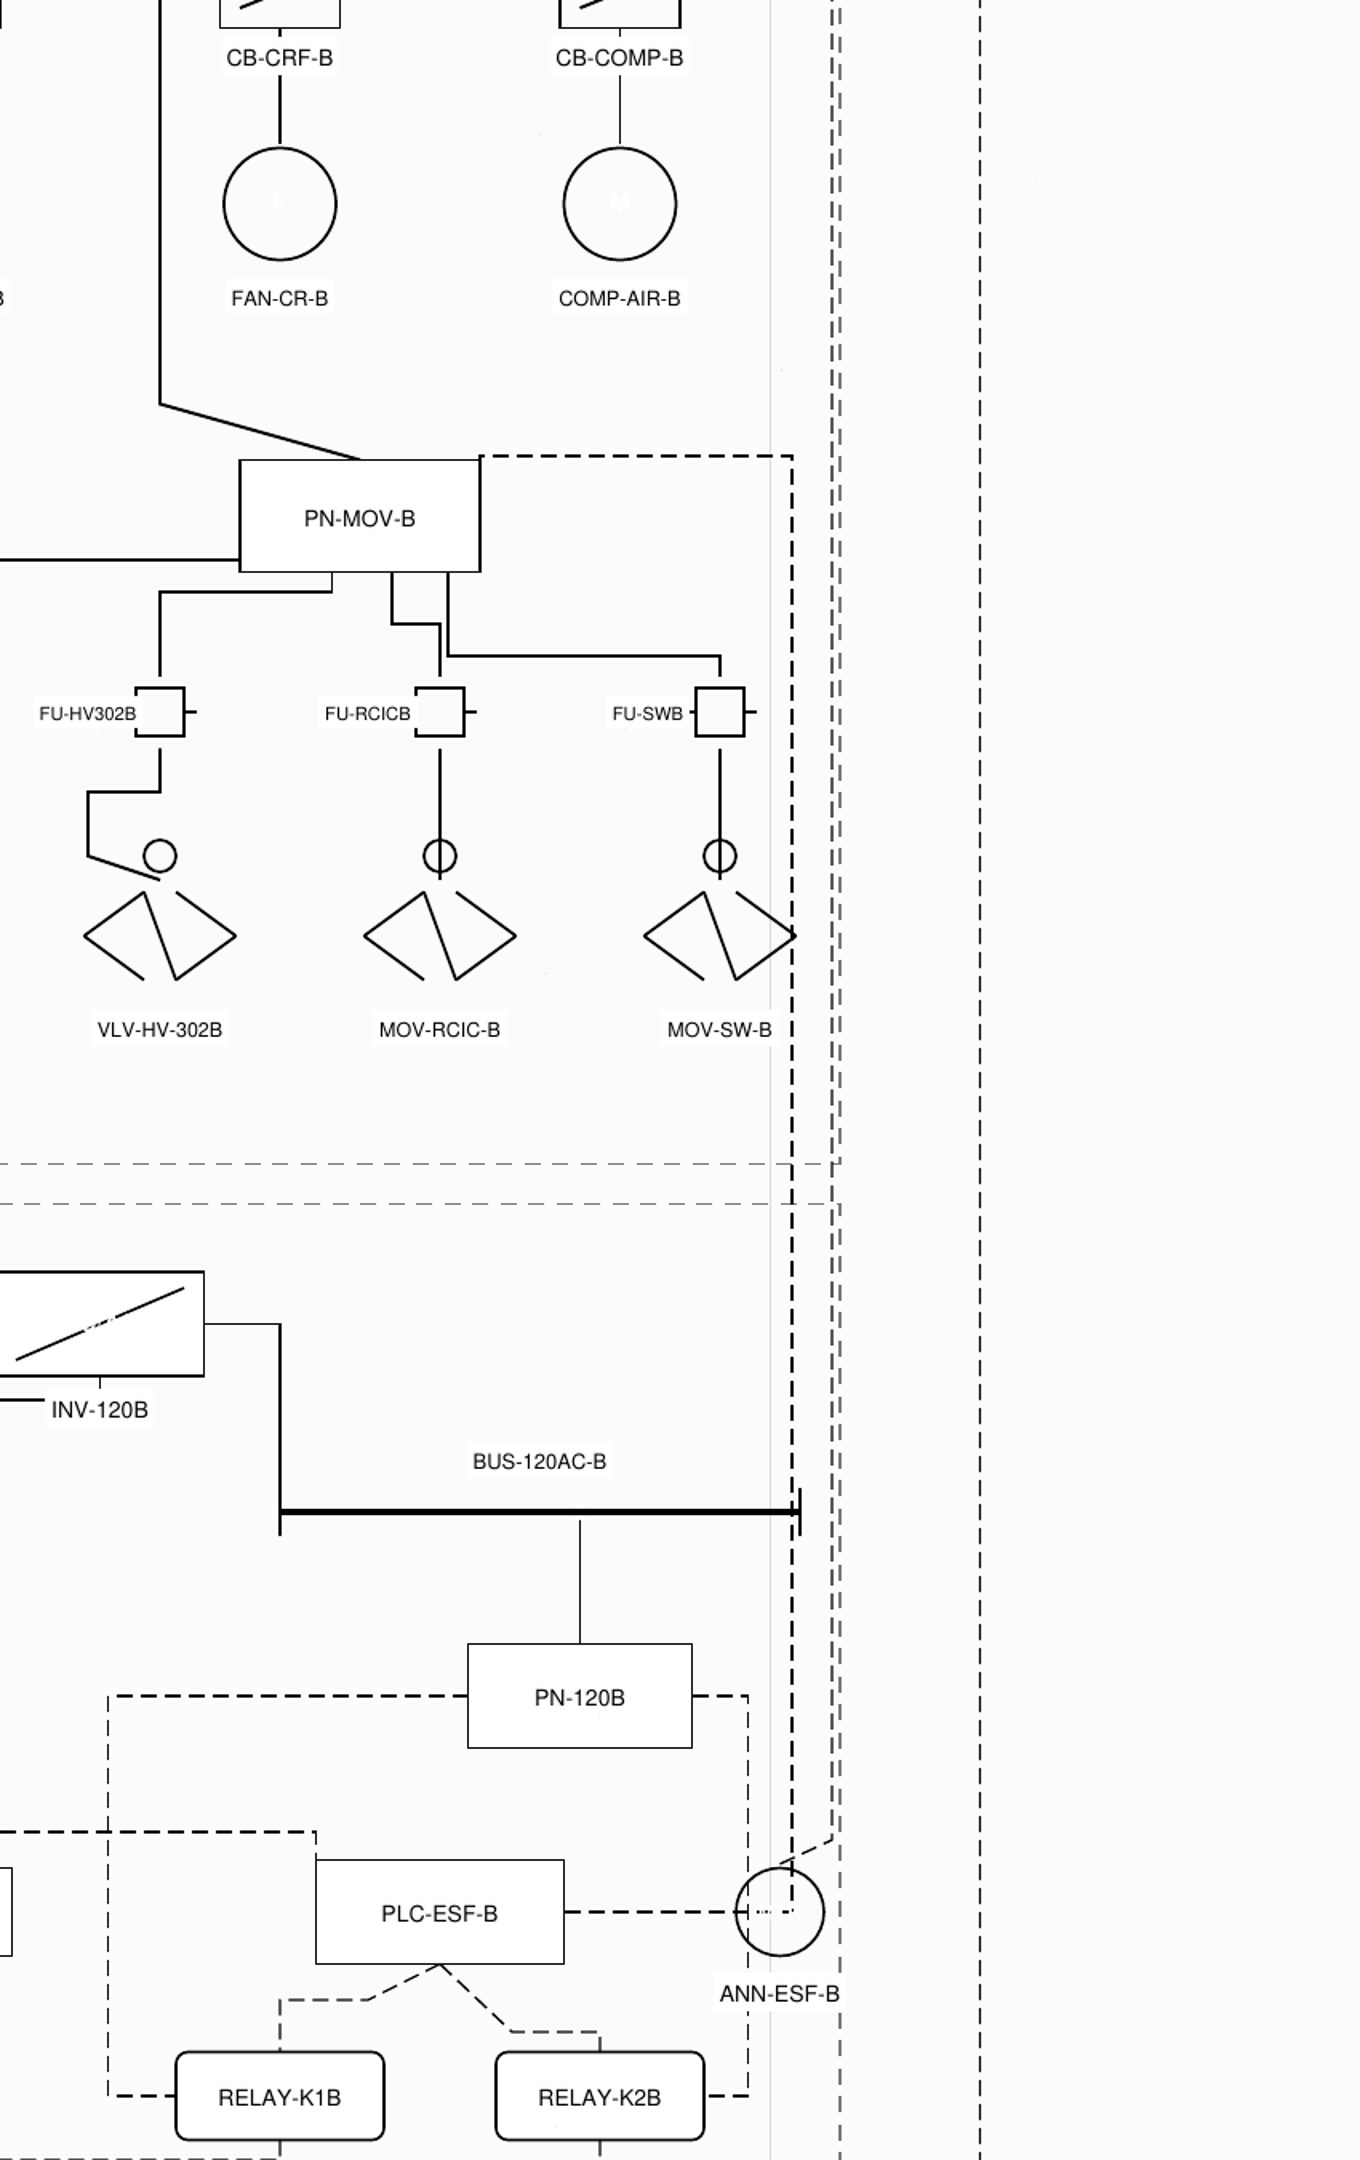 CB-CRF-B
CB-COMP-B
FAN-CR-B
COMP-AIR-B
PN-MOV-B
FU-HV302B
FU-RCICB
FU-SWB
VLV-HV-302B
MOV-RCIC-B
MOV-SW-B
INV-120B
BUS-120AC-B
PN-120B
PLC-ESF-B
ANN-ESF-B
RELAY-K1B
RELAY-K2B